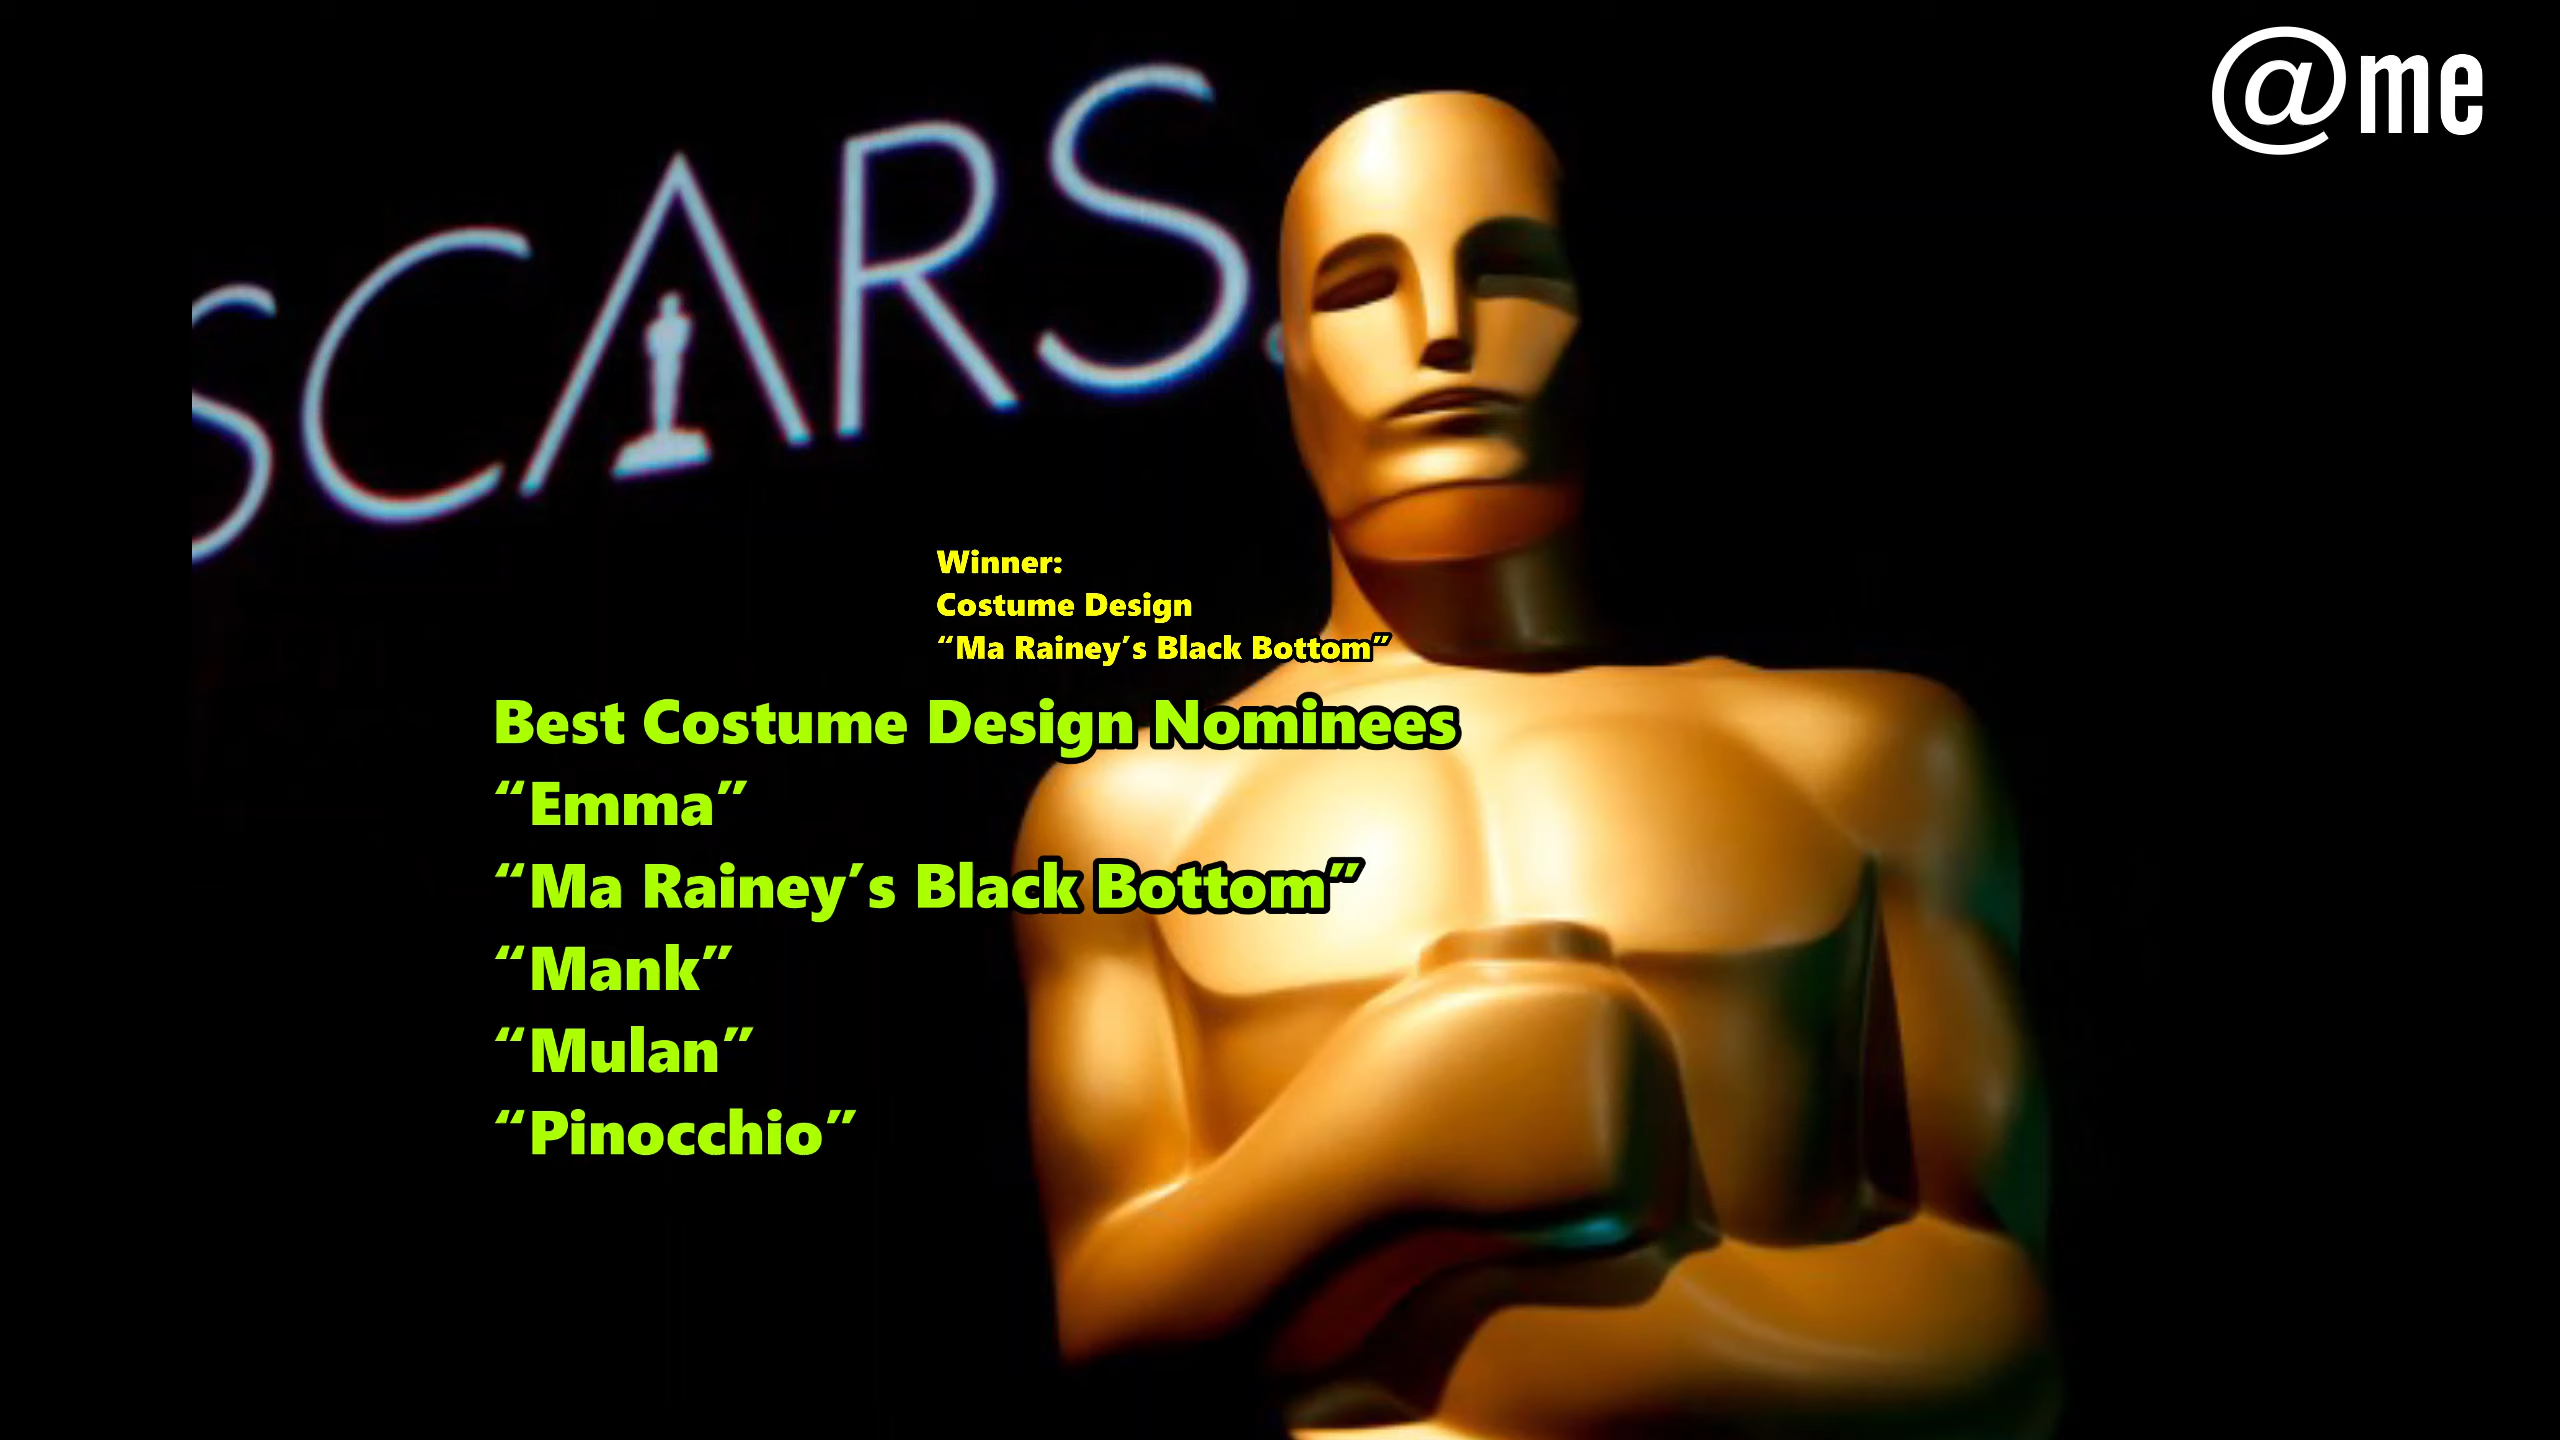 @me
SCARS
Winner:
Costume Design
“Ma Rainey’s Black Bottom”
Best Costume Design Nominees
“Emma”
“Ma Rainey’s Black Bottom”
“Mank”
“Mulan”
“Pinocchio”